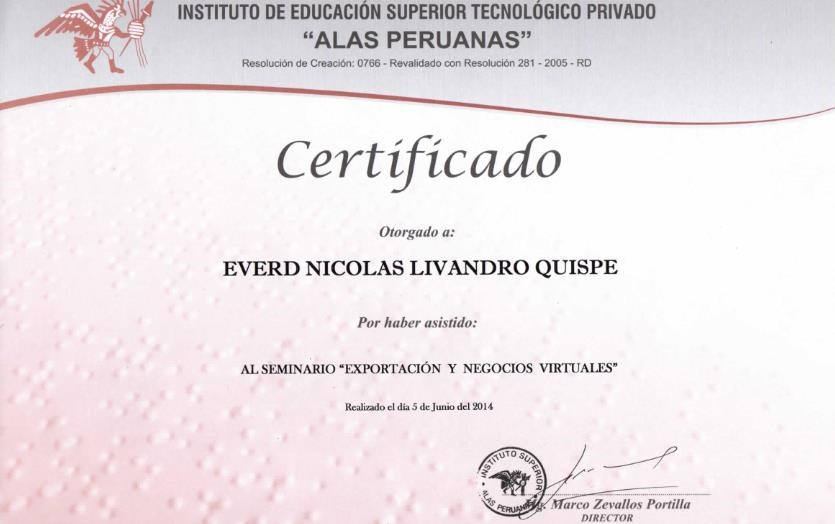 INSTITUTO DE EDUCACIÓN SUPERIOR TECNOLÓGICO PRIVADO
“ALAS PERUANAS”
Resolución de Creación: 0766 - Revalidado con Resolución 281 - 2005 - RD
Certificado
Otorgado a:
EVERD NICOLAS LIVANDRO QUISPE
Por haber asistido:
AL SEMINARIO “EXPORTACIÓN Y NEGOCIOS VIRTUALES”
Realizado el día 5 de Junio del 2014
INSTITUTO SUPERIOR
ALAS PERUANAS
Marco Zevallos Portilla
DIRECTOR